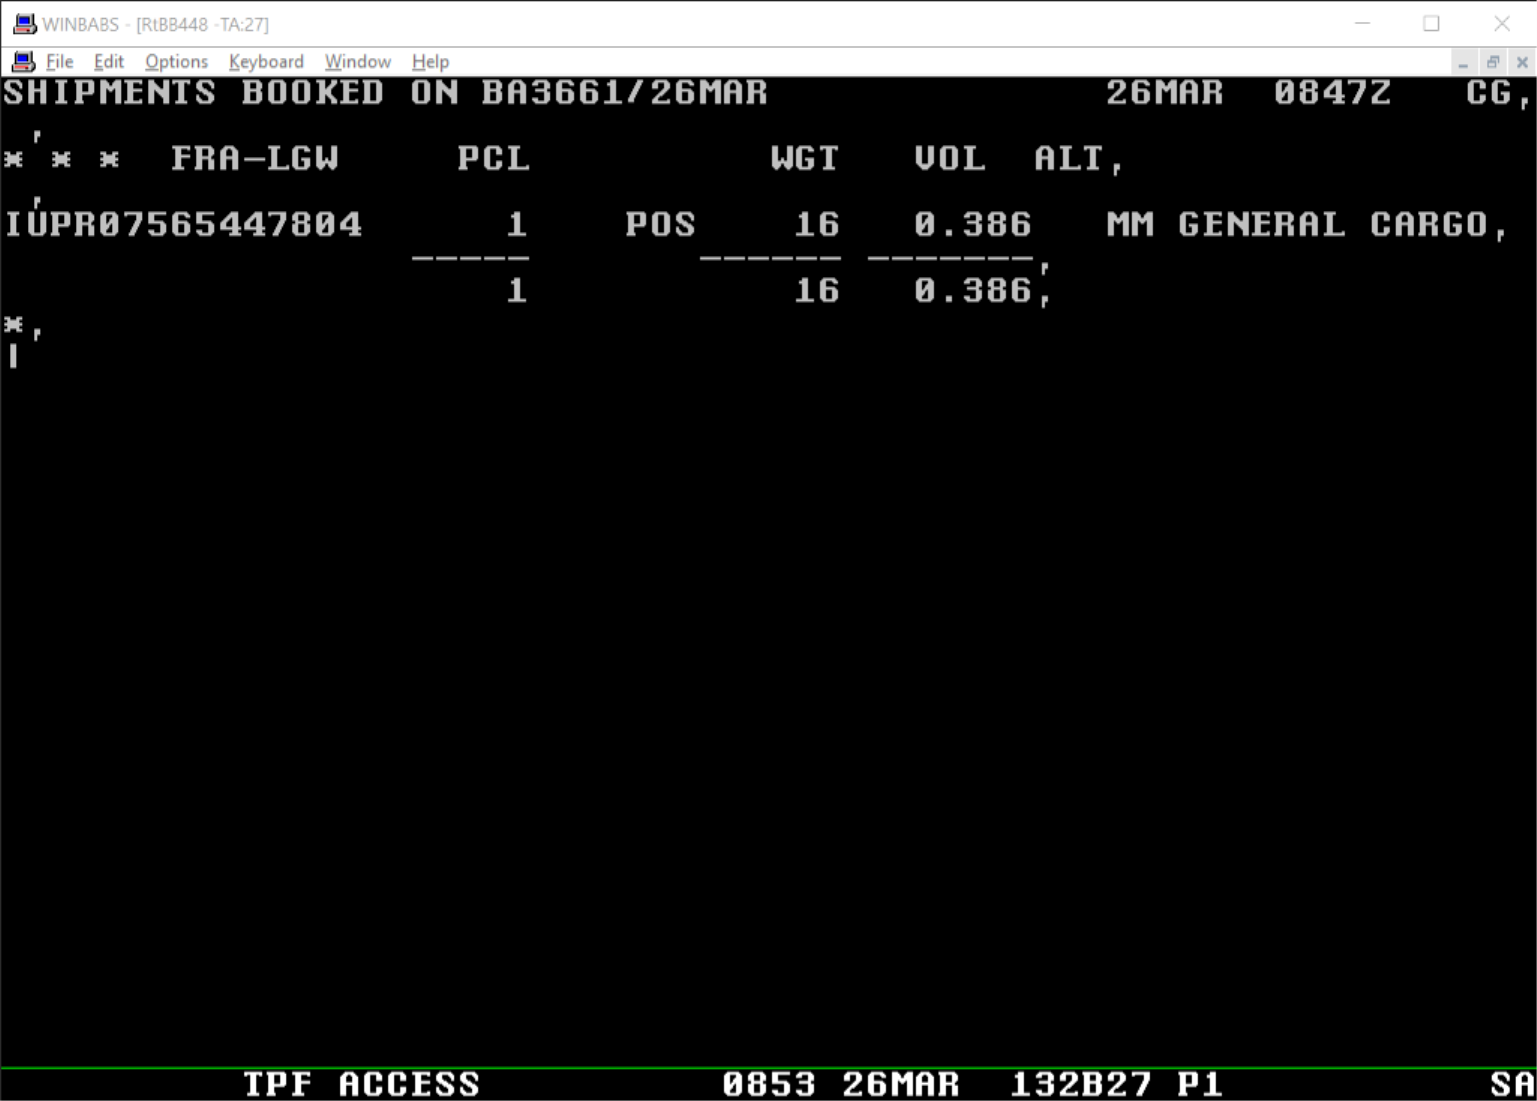 WINBABS - [RtBB448 -TA:27]
File Edit Options Keyboard Window Help
SHIPMENTS BOOKED ON BA3661/26MAR 26MAR 0847Z CG,
,
* * * FRA-LGW PCL WGT VOL ALT,
,
IUPR07565447804 1 POS 16 0.386 MM GENERAL CARGO,
----- ------ -------,
1 16 0.386,
*,
TPF ACCESS 0853 26MAR 132B27 P1 SA